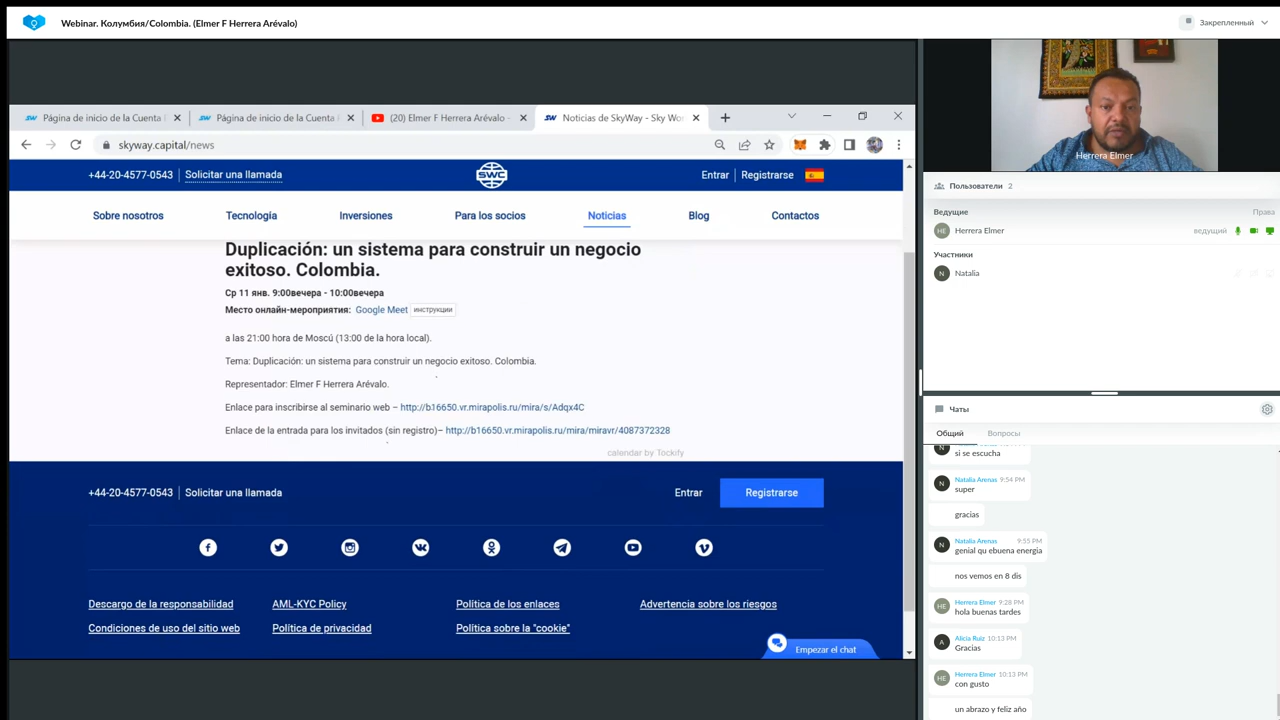 Webinar. Колумбия/Colombia. (Elmer F Herrera Arévalo)
Закрепленный
Página de inicio de la Cuenta
Página de inicio de la Cuenta
(20) Elmer F Herrera Arévalo -
Noticias de SkyWay - Sky Wo
skyway.capital/news
+44-20-4577-0543
Solicitar una llamada
SWC
Entrar
Registrarse
Sobre nosotros
Tecnología
Inversiones
Para los socios
Noticias
Blog
Contactos
Duplicación: un sistema para construir un negocio
exitoso. Colombia.
Ср 11 янв. 9:00вечера - 10:00вечера
Место онлайн-мероприятия: Google Meet инструкции
a las 21:00 hora de Moscú (13:00 de la hora local).
Tema: Duplicación: un sistema para construir un negocio exitoso. Colombia.
Representador: Elmer F Herrera Arévalo.
Enlace para inscribirse al seminario web – http://b16650.vr.mirapolis.ru/mira/s/Adqx4C
Enlace de la entrada para los invitados (sin registro)– http://b16650.vr.mirapolis.ru/mira/miravr/4087372328
calendar by Tockify
+44-20-4577-0543
Solicitar una llamada
Entrar
Registrarse
Descargo de la responsabilidad
AML-KYC Policy
Política de los enlaces
Advertencia sobre los riesgos
Condiciones de uso del sitio web
Política de privacidad
Política sobre la "cookie"
Empezar el chat
Herrera Elmer
Пользователи 2
Ведущие
Права
HE
Herrera Elmer
ведущий
Участники
N
Natalia
Чаты
Общий
Вопросы
N
si se escucha
N
Natalia Arenas 9:54 PM
super
gracias
N
Natalia Arenas 9:55 PM
genial qu ebuena energia
nos vemos en 8 dis
HE
Herrera Elmer 9:28 PM
hola buenas tardes
A
Alicia Ruiz 10:13 PM
Gracias
HE
Herrera Elmer 10:13 PM
con gusto
un abrazo y feliz año